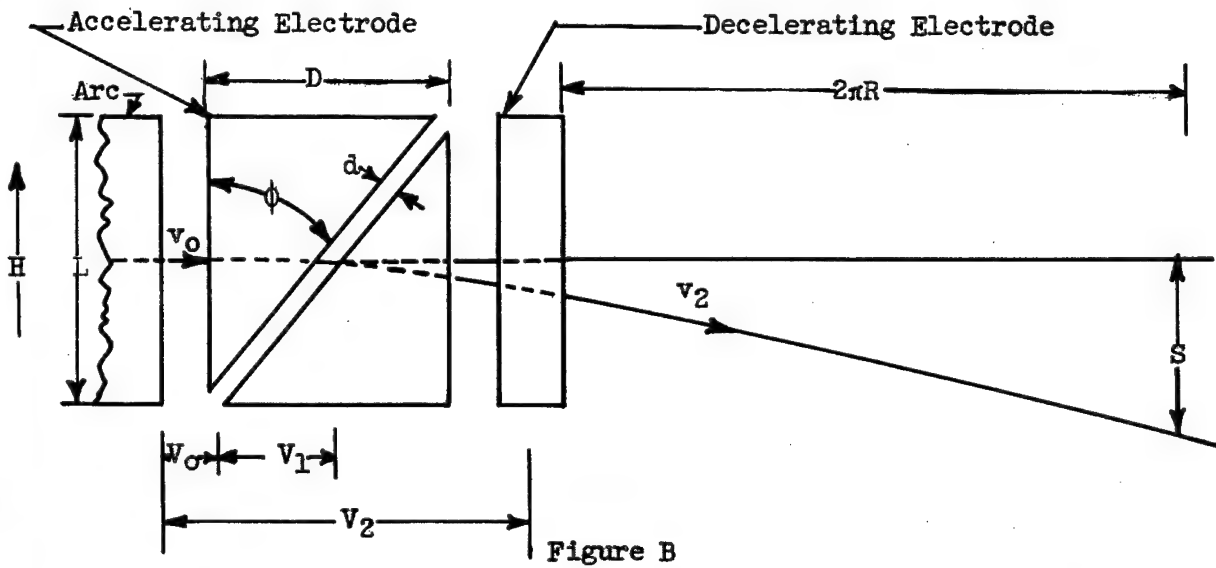 Accelerating Electrode
Decelerating Electrode
D
2πR
Arc
d
ϕ
v₀
H
L
v₂
S
V₀
V₁
V₂
Figure B